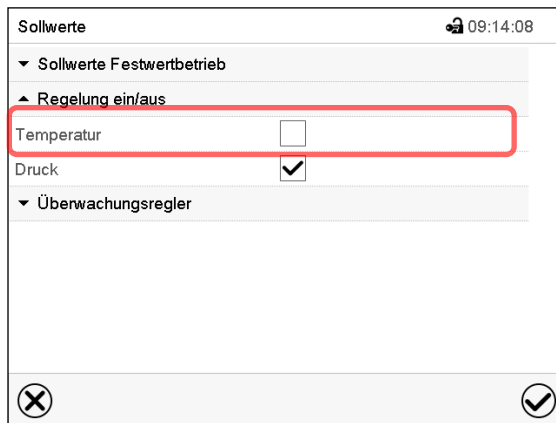 Sollwerte 09:14:08
Sollwerte Festwertbetrieb
Regelung ein/aus
Temperatur
Druck
Überwachungsregler